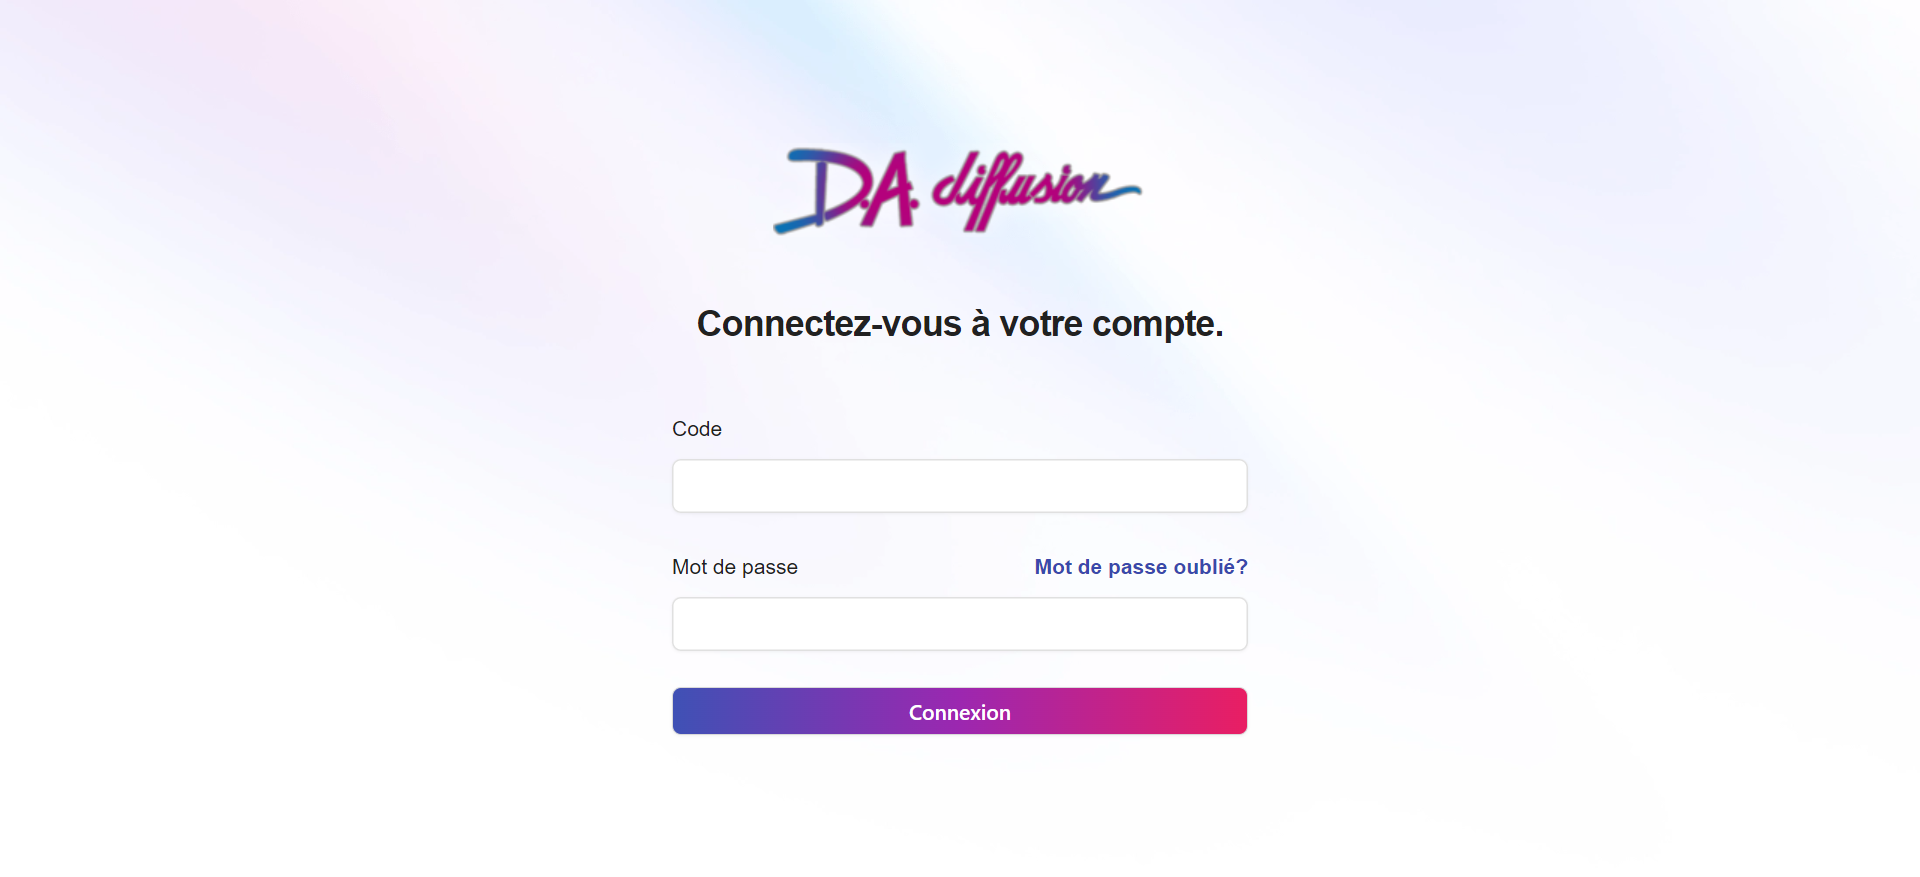 D.A. diffusion
Connectez-vous à votre compte.
Code
Mot de passe Mot de passe oublié?
Connexion